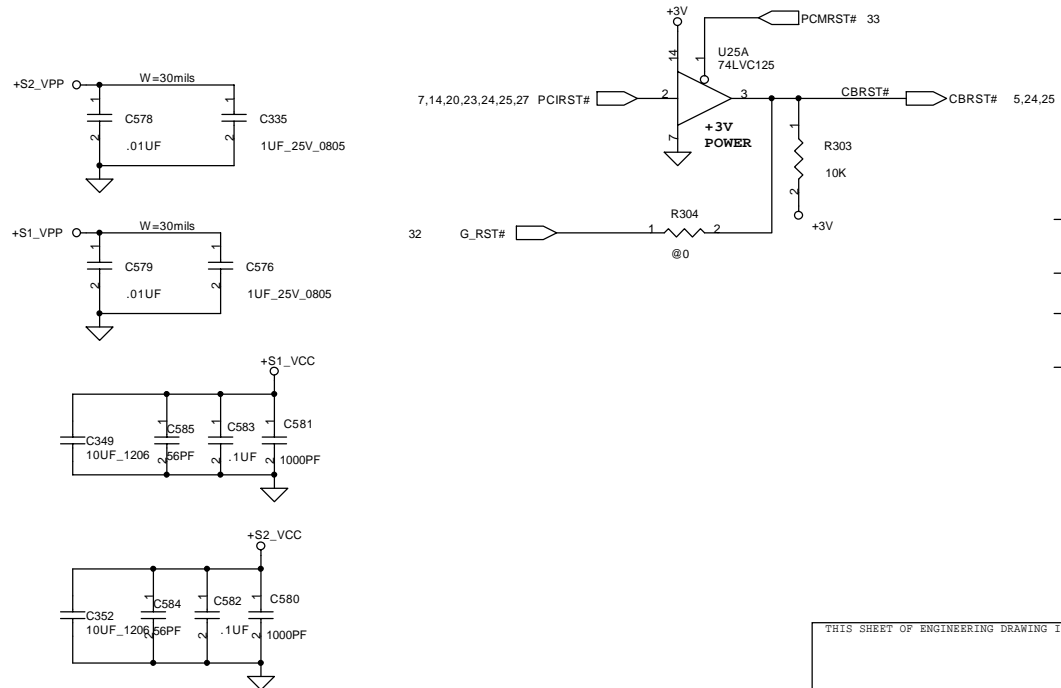 +S2_VPP
W=30mils
1
2
C578
.01UF
1
2
C335
1UF_25V_0805
+S1_VPP
W=30mils
1
2
C579
.01UF
1
2
C576
1UF_25V_0805
+S1_VCC
C349
10UF_1206
1
2
C585
56PF
1
2
C583
.1UF
1
2
C581
1000PF
+S2_VCC
C352
10UF_1206
1
2
C584
56PF
1
2
C582
.1UF
1
2
C580
1000PF
+3V
PCMRST# 33
14
1
U25A
74LVC125
7,14,20,23,24,25,27 PCIRST#
2
3
7
+3V
POWER
CBRST#
CBRST# 5,24,25
1
R303
10K
2
+3V
32 G_RST#
R304
1
2
@0
THIS SHEET OF ENGINEERING DRAWING I